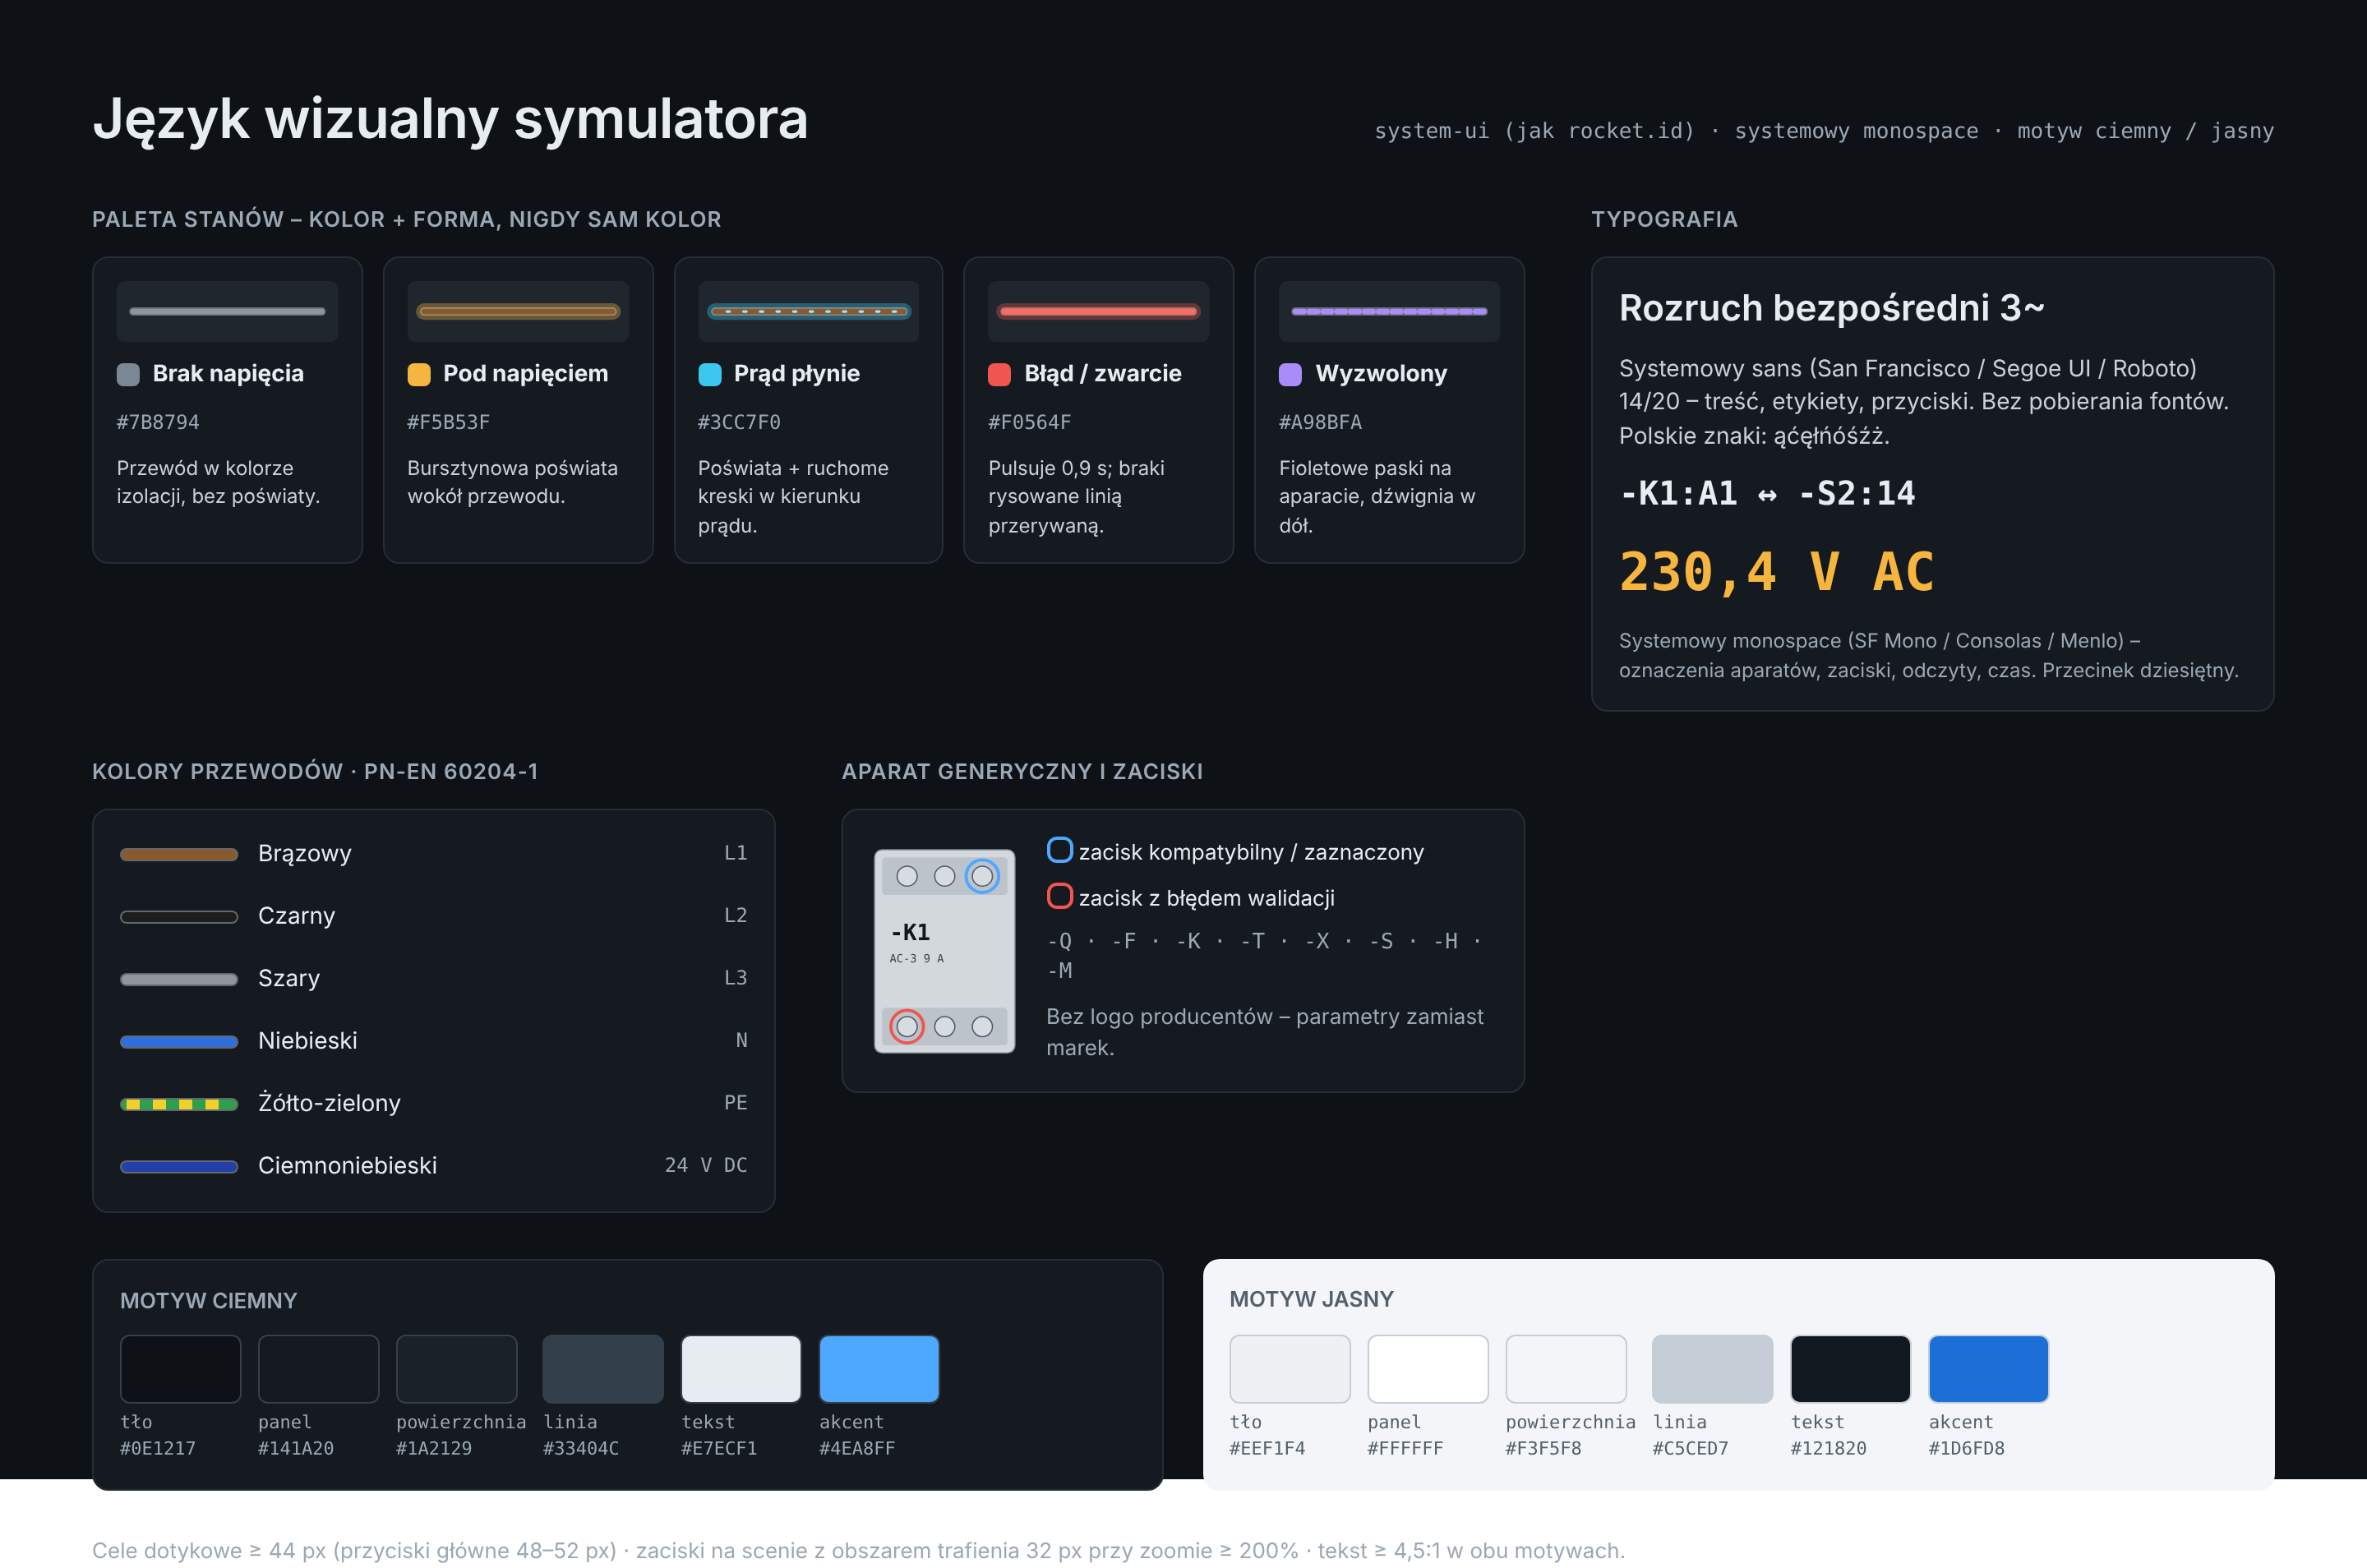 Język wizualny symulatora
system-ui (jak rocket.id) · systemowy monospace · motyw ciemny / jasny
PALETA STANÓW – KOLOR + FORMA, NIGDY SAM KOLOR
Brak napięcia
#7B8794
Przewód w kolorze
izolacji, bez poświaty.
Pod napięciem
#F5B53F
Bursztynowa poświata
wokół przewodu.
Prąd płynie
#3CC7F0
Poświata + ruchome
kreski w kierunku
prądu.
Błąd / zwarcie
#F0564F
Pulsuje 0,9 s; braki
rysowane linią
przerywaną.
Wyzwolony
#A98BFA
Fioletowe paski na
aparacie, dźwignia w
dół.
TYPOGRAFIA
Rozruch bezpośredni 3~
Systemowy sans (San Francisco / Segoe UI / Roboto)
14/20 – treść, etykiety, przyciski. Bez pobierania fontów.
Polskie znaki: ąćęłńóśźż.
-K1:A1 ↔ -S2:14
230,4 V AC
Systemowy monospace (SF Mono / Consolas / Menlo) –
oznaczenia aparatów, zaciski, odczyty, czas. Przecinek dziesiętny.
KOLORY PRZEWODÓW · PN-EN 60204-1
Brązowy L1
Czarny L2
Szary L3
Niebieski N
Żółto-zielony PE
Ciemnoniebieski 24 V DC
APARAT GENERYCZNY I ZACISKI
-K1
AC-3 9 A
zacisk kompatybilny / zaznaczony
zacisk z błędem walidacji
-Q · -F · -K · -T · -X · -S · -H ·
-M
Bez logo producentów – parametry zamiast
marek.
MOTYW CIEMNY
tło panel powierzchnia linia tekst akcent
#0E1217 #141A20 #1A2129 #33404C #E7ECF1 #4EA8FF
MOTYW JASNY
tło panel powierzchnia linia tekst akcent
#EEF1F4 #FFFFFF #F3F5F8 #C5CED7 #121820 #1D6FD8
Cele dotykowe ≥ 44 px (przyciski główne 48–52 px) · zaciski na scenie z obszarem trafienia 32 px przy zoomie ≥ 200% · tekst ≥ 4,5:1 w obu motywach.